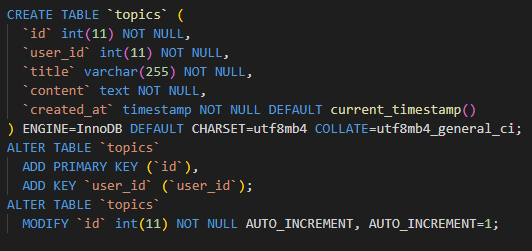 CREATE TABLE `topics` (
  `id` int(11) NOT NULL,
  `user_id` int(11) NOT NULL,
  `title` varchar(255) NOT NULL,
  `content` text NOT NULL,
  `created_at` timestamp NOT NULL DEFAULT current_timestamp()
) ENGINE=InnoDB DEFAULT CHARSET=utf8mb4 COLLATE=utf8mb4_general_ci;
ALTER TABLE `topics`
  ADD PRIMARY KEY (`id`),
  ADD KEY `user_id` (`user_id`);
ALTER TABLE `topics`
  MODIFY `id` int(11) NOT NULL AUTO_INCREMENT, AUTO_INCREMENT=1;